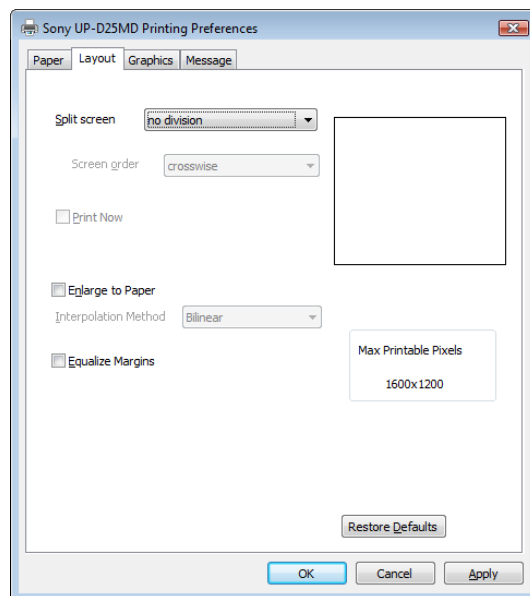 Sony UP-D25MD Printing Preferences
Paper Layout Graphics Message
Split screen no division
Screen order crosswise
Print Now
Enlarge to Paper
Interpolation Method Bilinear
Equalize Margins
Max Printable Pixels
1600x1200
Restore Defaults
OK Cancel Apply